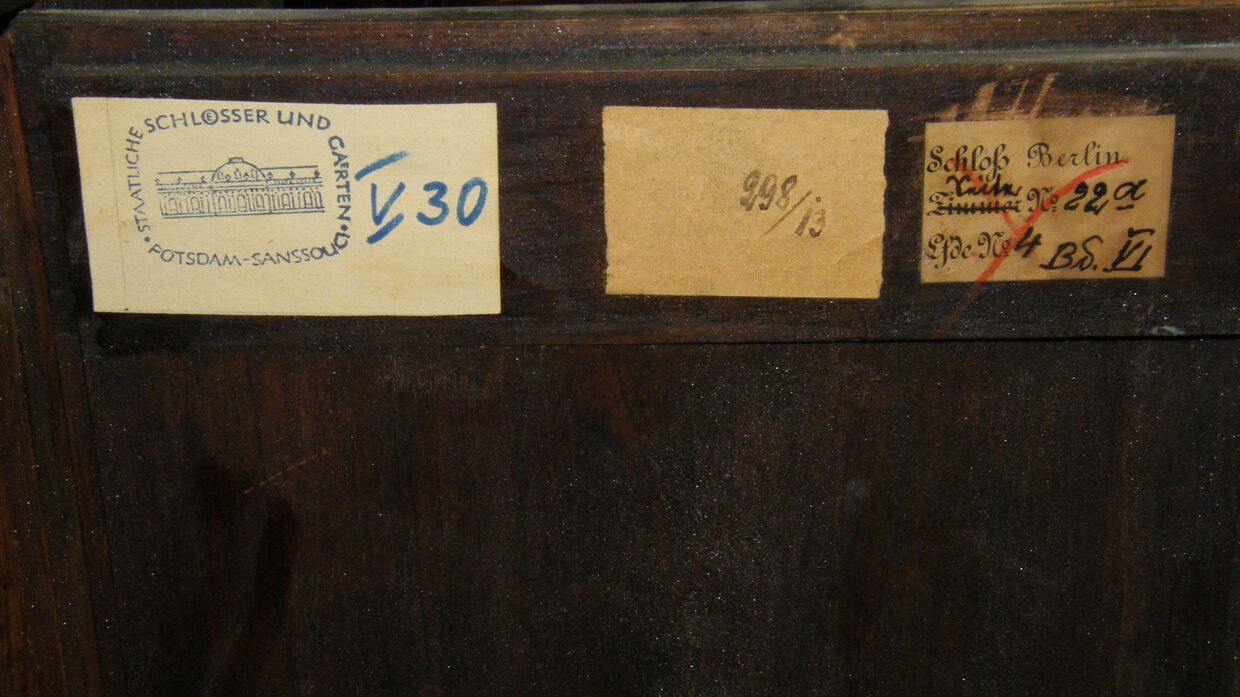 STAATLICHE SCHLÖSSER UND GÄRTEN • POTSDAM-SANSSOUCI •
V 30
298/13
Schloß Berlin
Zimmer No. 22 a
Lfde No. 4 Bd. VI